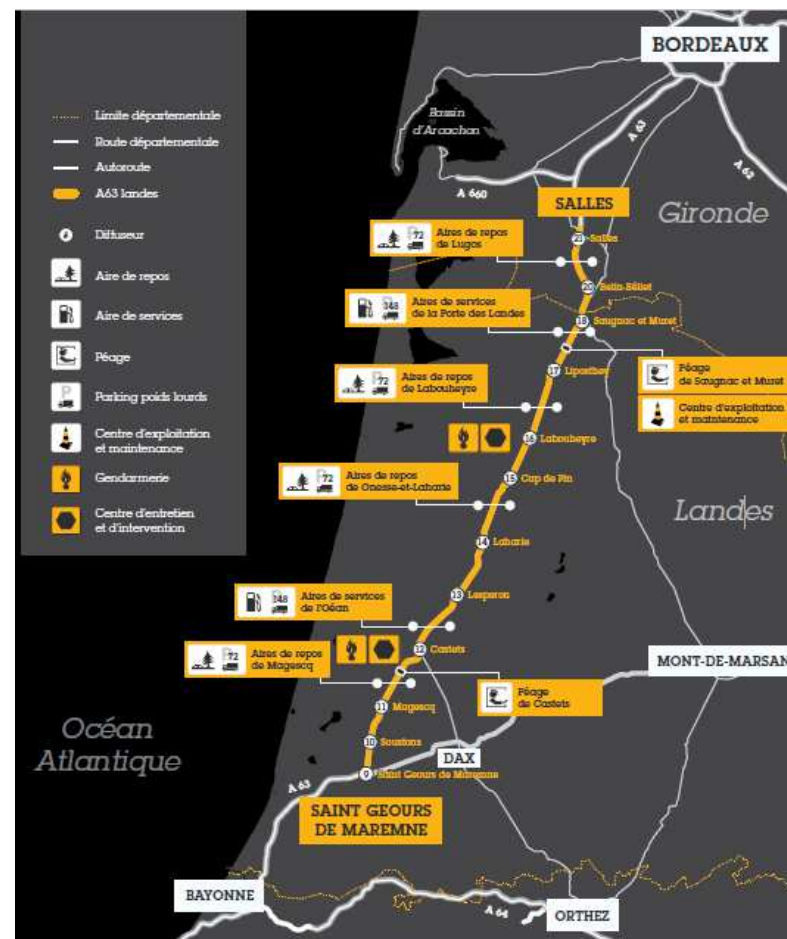 BORDEAUX
Bassin
d'Arcachon
A 63
A 62
A 660
SALLES
Gironde
Limite départementale
Route départementale
Autoroute
A63 landes
Diffuseur
Aire de repos
Aire de services
Péage
Parking poids lourds
Centre d'exploitation
et maintenance
Gendarmerie
Centre d'entretien
et d'intervention
72
Aires de repos
de Lugos
23
Salles
20
Belin-Béliet
Aires de services
de la Porte des Landes
18
Saugnac et Muret
Péage
de Saugnac et Muret
Centre d'exploitation
et maintenance
17
Liposthey
72
Aires de repos
de Labouheyre
16
Labouheyre
15
Cap de Pin
72
Aires de repos
de Onesse-et-Laharie
Landes
14
Laharie
13
Lesperon
Aires de services
de l'Océan
12
Castets
72
Aires de repos
de Magescq
MONT-DE-MARSAN
Péage
de Castets
11
Magescq
Océan
Atlantique
10
Soustons
DAX
9
Saint Geours de Maremne
A 63
SAINT GEOURS
DE MAREMNE
BAYONNE
A 64
ORTHEZ